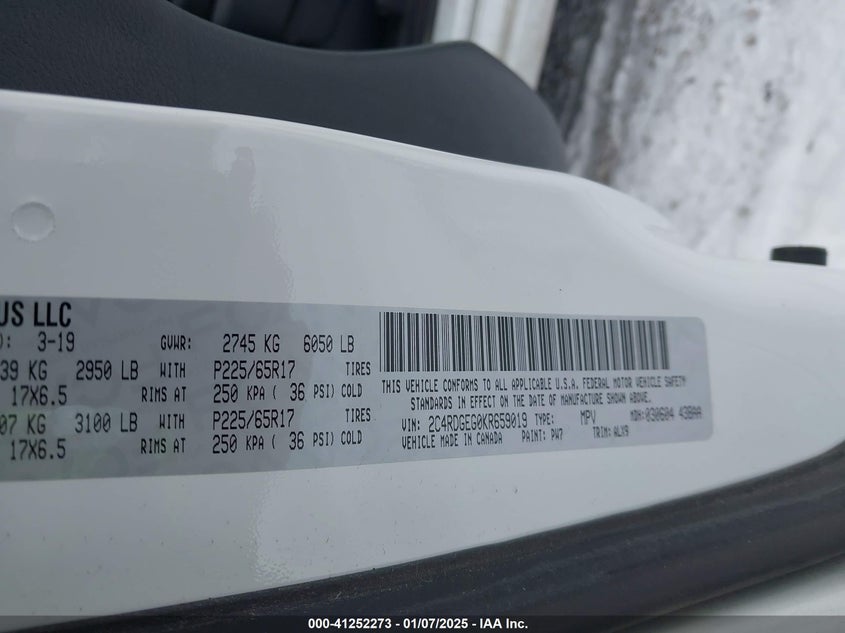 US LLC
): 3-19 GVWR: 2745 KG 6050 LB
39 KG 2950 LB WITH P225/65R17 TIRES
17X6.5 RIMS AT 250 KPA ( 36 PSI) COLD
07 KG 3100 LB WITH P225/65R17 TIRES
17X6.5 RIMS AT 250 KPA ( 36 PSI) COLD
THIS VEHICLE CONFORMS TO ALL APPLICABLE U.S.A. FEDERAL MOTOR VEHICLE SAFETY
STANDARDS IN EFFECT ON THE DATE OF MANUFACTURE SHOWN ABOVE.
VIN: 2C4RDGEG0KR659019 TYPE: MPV MDH: 030604 438AA
VEHICLE MADE IN CANADA PAINT: PW7 TRIM: ALX9
000-41252273 - 01/07/2025 - IAA Inc.